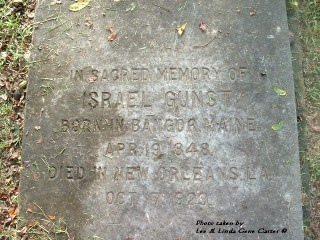 IN SACRED MEMORY OF
ISRAEL GUNST
BORN IN BANGOR, MAINE
APR. 19, 1848
DIED IN NEW ORLEANS, LA
OCT. 1929
Photo taken by
Les & Linda Gene Carter ©